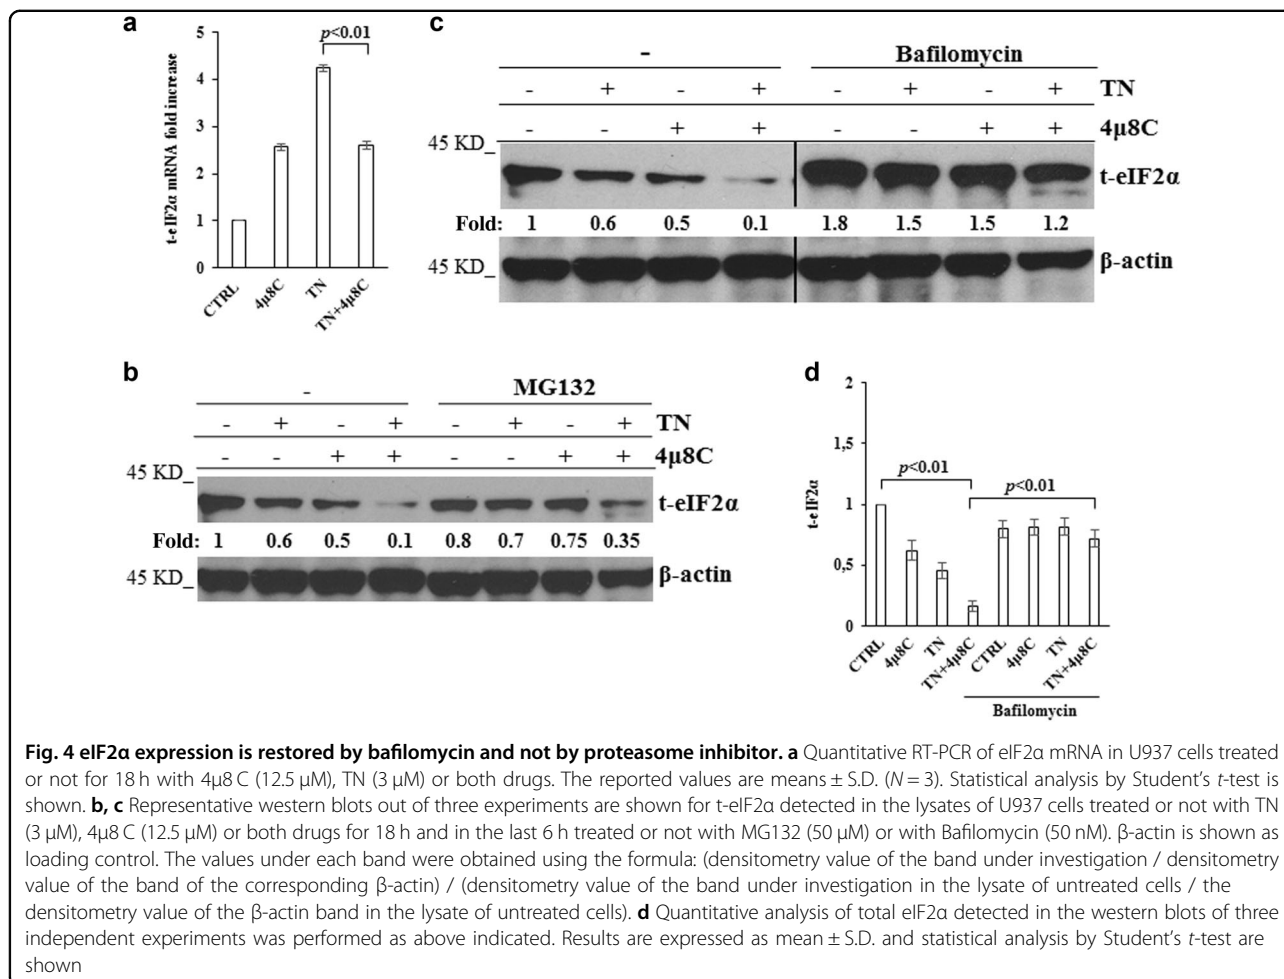 a
t-eIF2α mRNA fold increase
5
4
3
2
1
0
p<0.01
CTRL
4μ8C
TN
TN+4μ8C
c
- Bafilomycin
- + - + - + - + TN
- - + + - - + + 4μ8C
45 KD_
t-eIF2α
Fold: 1 0.6 0.5 0.1 1.8 1.5 1.5 1.2
45 KD_
β-actin
b
- MG132
- + - + - + - + TN
- - + + - - + + 4μ8C
45 KD_
t-eIF2α
Fold: 1 0.6 0.5 0.1 0.8 0.7 0.75 0.35
45 KD_
β-actin
d
t-eIF2α
2
1,5
1
0,5
0
p<0.01
p<0.01
CTRL
4μ8C
TN
TN+4μ8C
CTRL
4μ8C
TN
TN+4μ8C
Bafilomycin
Fig. 4 eIF2α expression is restored by bafilomycin and not by proteasome inhibitor. a Quantitative RT-PCR of eIF2α mRNA in U937 cells treated
or not for 18 h with 4μ8 C (12.5 μM), TN (3 μM) or both drugs. The reported values are means ± S.D. (N = 3). Statistical analysis by Student's t-test is
shown. b, c Representative western blots out of three experiments are shown for t-eIF2α detected in the lysates of U937 cells treated or not with TN
(3 μM), 4μ8 C (12.5 μM) or both drugs for 18 h and in the last 6 h treated or not with MG132 (50 μM) or with Bafilomycin (50 nM). β-actin is shown as
loading control. The values under each band were obtained using the formula: (densitometry value of the band under investigation / densitometry
value of the band of the corresponding β-actin) / (densitometry value of the band under investigation in the lysate of untreated cells / the
densitometry value of the β-actin band in the lysate of untreated cells). d Quantitative analysis of total eIF2α detected in the western blots of three
independent experiments was performed as above indicated. Results are expressed as mean ± S.D. and statistical analysis by Student's t-test are
shown